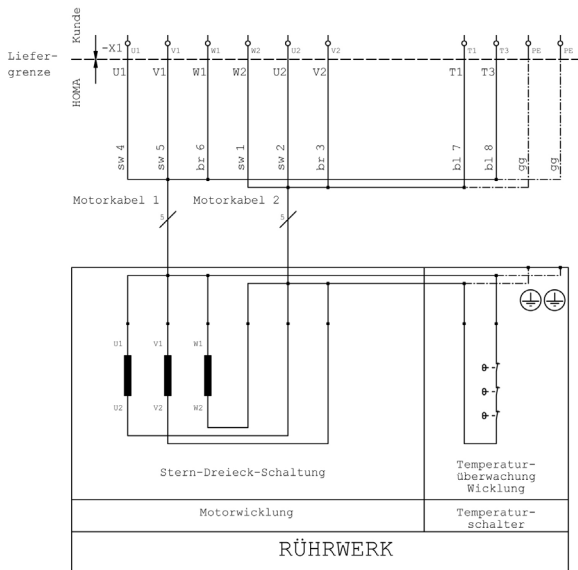 Kunde
-X1
U1 V1 W1 W2 U2 V2 T1 T3 PE PE
Liefer-
grenze
HOMA
U1 V1 W1 W2 U2 V2 T1 T3
sw 4 sw 5 br 6 sw 1 sw 2 br 3 bl 7 bl 8 gg gg
Motorkabel 1 Motorkabel 2
5 5
U1 V1 W1
U2 V2 W2
Stern-Dreieck-Schaltung
Temperatur-
überwachung
Wicklung
Motorwicklung
Temperatur-
schalter
RÜHRWERK